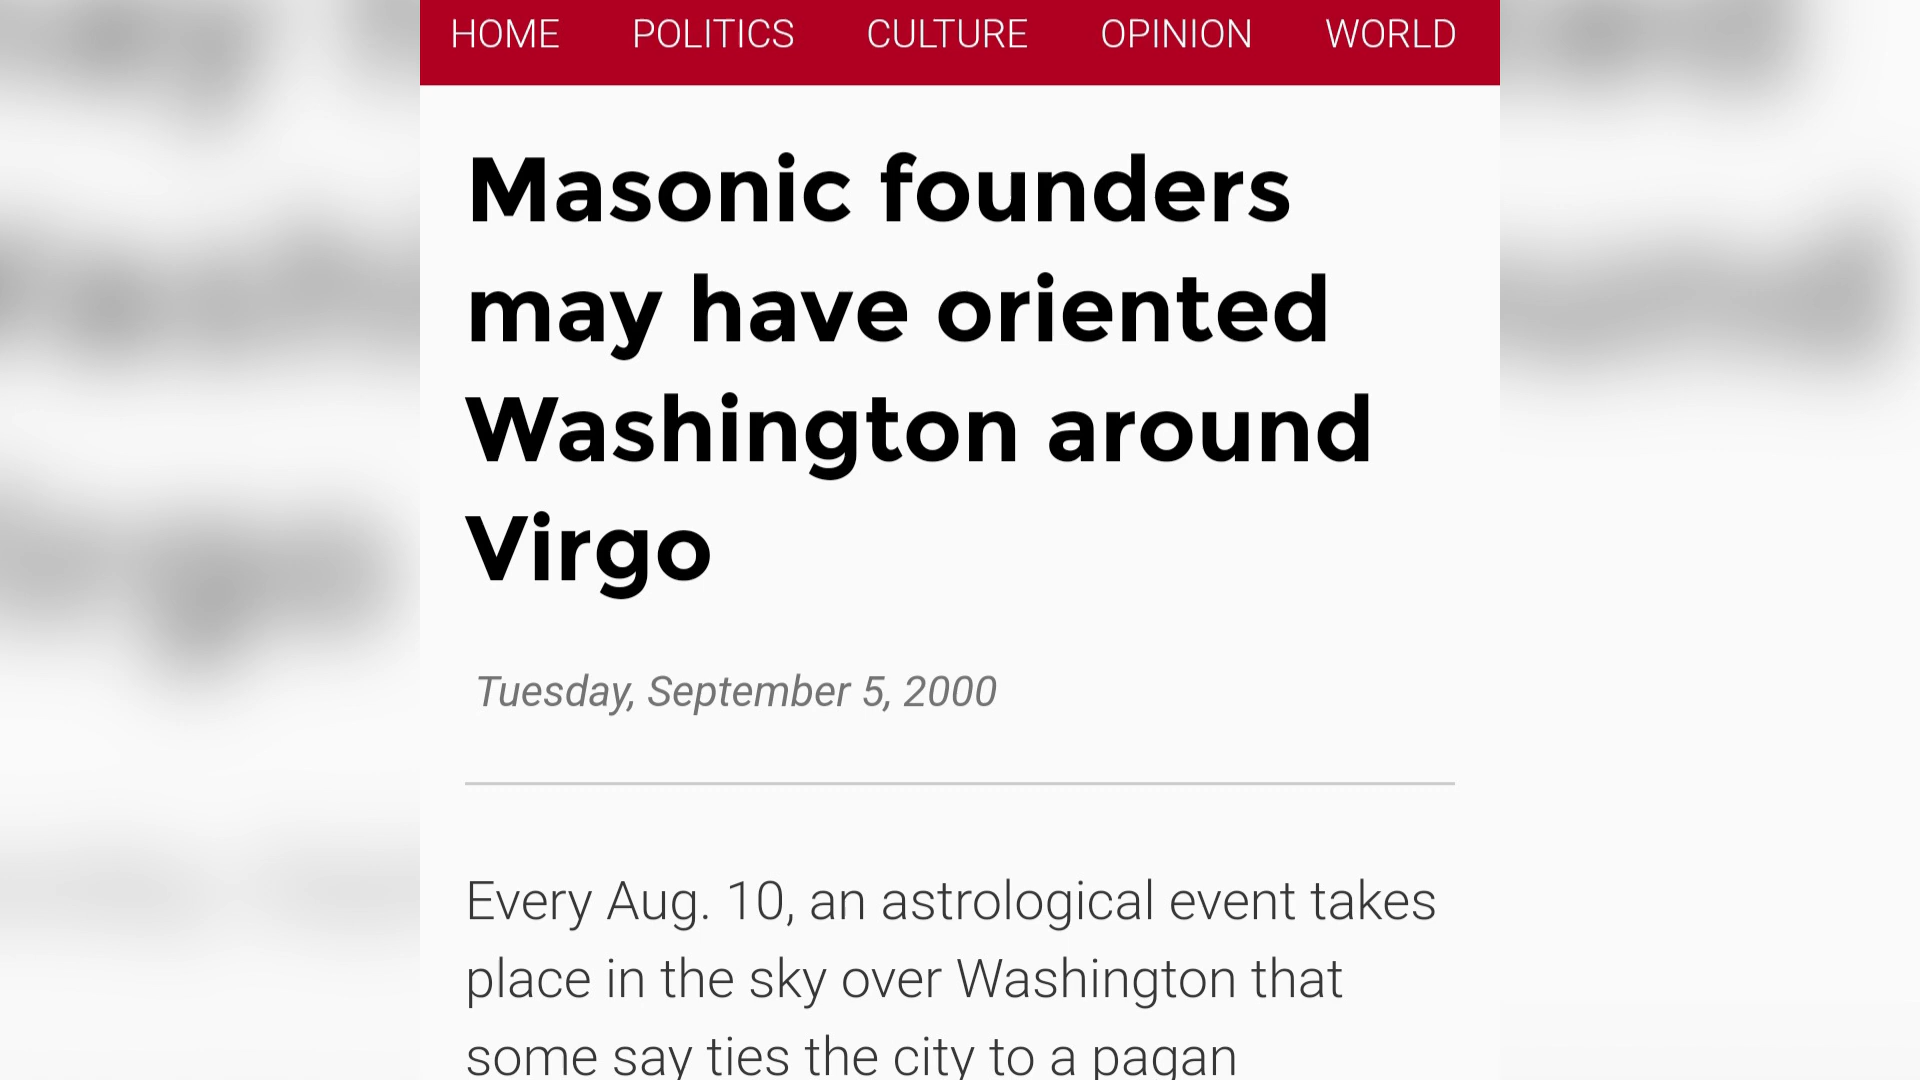 HOME POLITICS CULTURE OPINION WORLD
Masonic founders
may have oriented
Washington around
Virgo
Tuesday, September 5, 2000
Every Aug. 10, an astrological event takes
place in the sky over Washington that
some say ties the city to a pagan